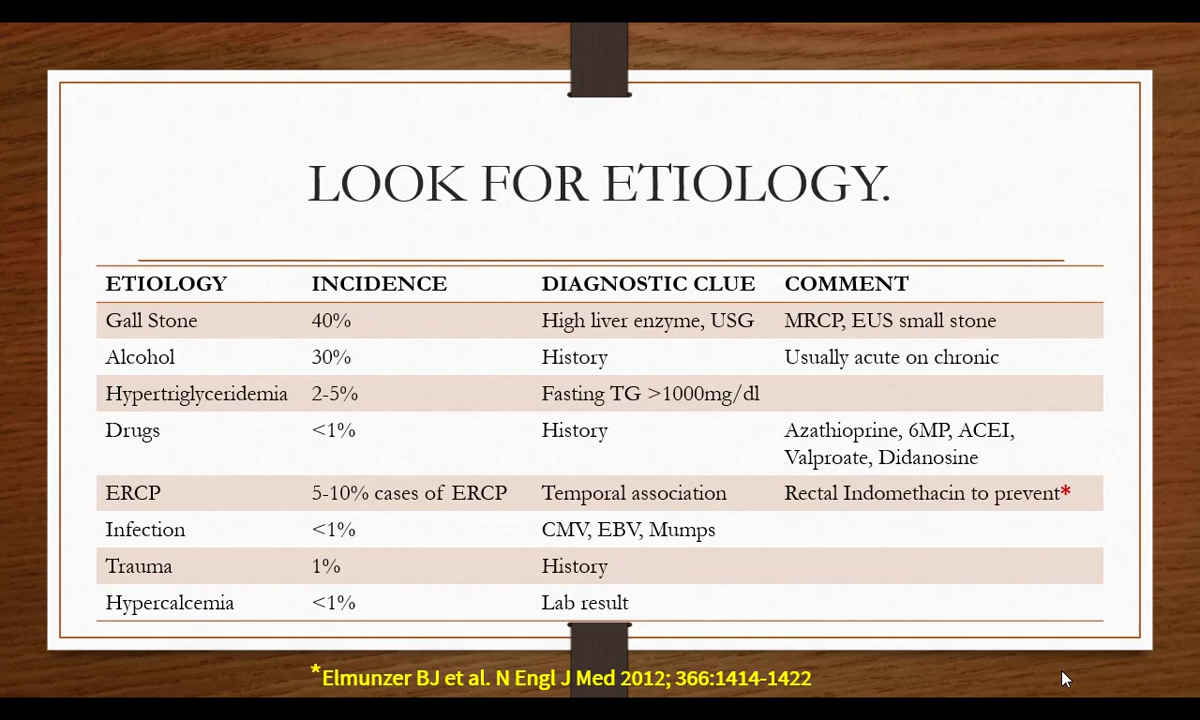 LOOK FOR ETIOLOGY.
ETIOLOGY INCIDENCE DIAGNOSTIC CLUE COMMENT
Gall Stone 40% High liver enzyme, USG MRCP, EUS small stone
Alcohol 30% History Usually acute on chronic
Hypertriglyceridemia 2-5% Fasting TG >1000mg/dl
Drugs <1% History Azathioprine, 6MP, ACEI,
Valproate, Didanosine
ERCP 5-10% cases of ERCP Temporal association Rectal Indomethacin to prevent*
Infection <1% CMV, EBV, Mumps
Trauma 1% History
Hypercalcemia <1% Lab result
*Elmunzer BJ et al. N Engl J Med 2012; 366:1414-1422